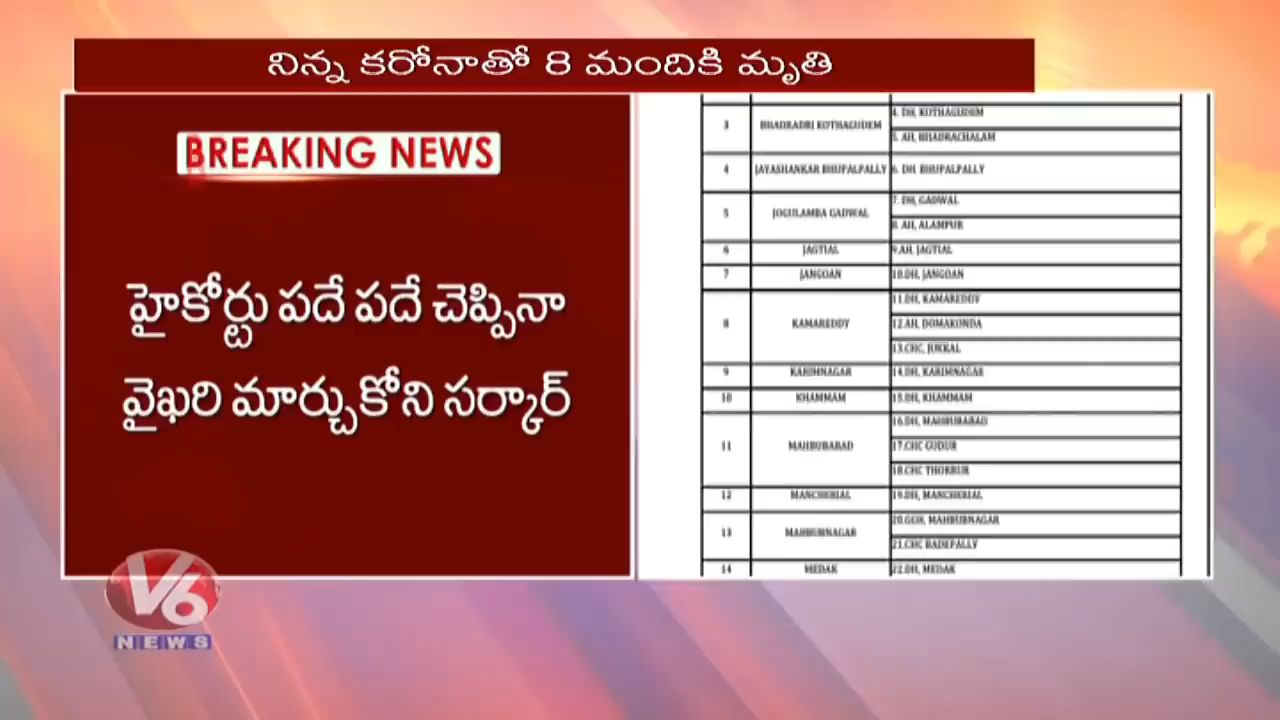 నిన్న కరోనాతో 8 మందికి మృతి
BREAKING NEWS
హైకోర్టు పదే పదే చెప్పినా
వైఖరి మార్చుకోని సర్కార్
V6
NEWS
4. DH, KOTHAGUDEM
3 BHADRADRI KOTHAGUDEM
5. AH, BHADRACHALAM
4 JAYASHANKAR BHUPALPALLY 6. DH, BHUPALPALLY
7. DH, GADWAL
5 JOGULAMBA GADWAL
8. AH, ALAMPUR
6 JAGTIAL 9.AH, JAGTIAL
7 JANGOAN 10.DH, JANGOAN
11.DH, KAMAREDDY
8 KAMAREDDY 12.AH, DOMAKONDA
13.CHC, JUKKAL
9 KARIMNAGAR 14.DH, KARIMNAGAR
10 KHAMMAM 15.DH, KHAMMAM
16.DH, MAHBUBABAD
11 MAHBUBABAD 17.CHC GUDUR
18.CHC THORRUR
12 MANCHERIAL 19.DH, MANCHERIAL
20.GGH, MAHBUBNAGAR
13 MAHBUBNAGAR
21.CHC BADEPALLY
14 MEDAK 22.DH, MEDAK